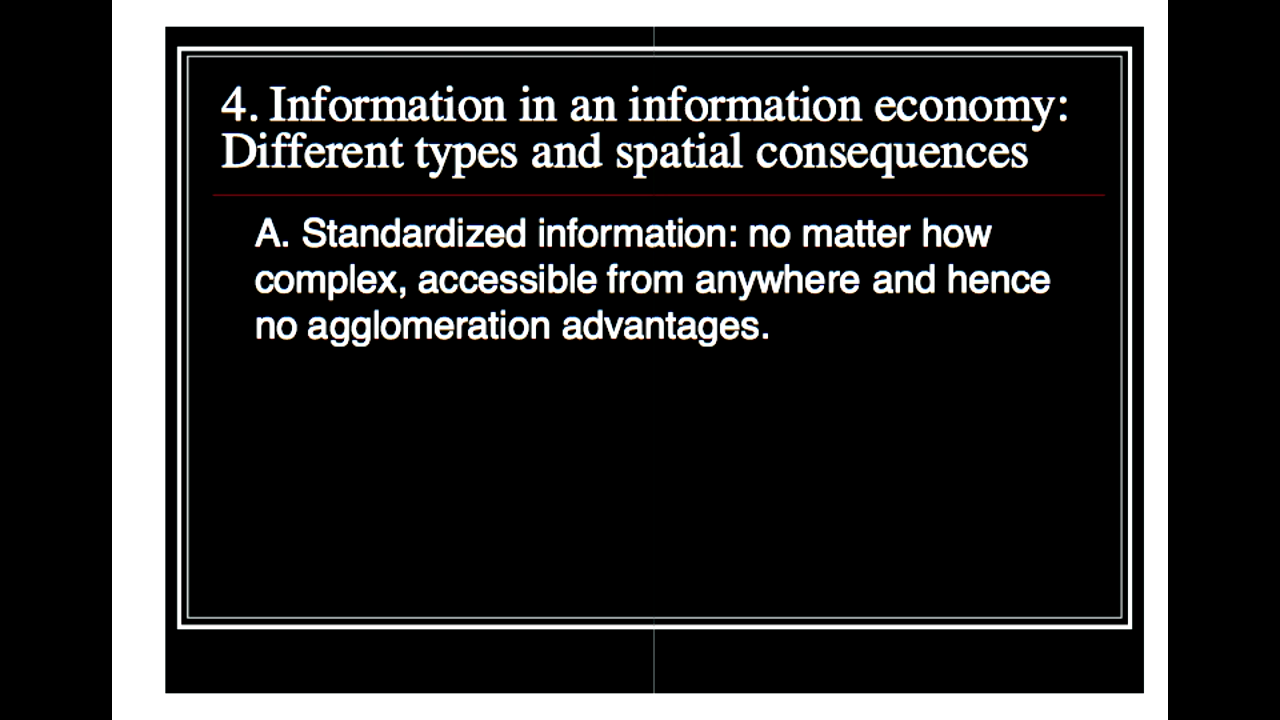 4. Information in an information economy:
Different types and spatial consequences
A. Standardized information: no matter how
complex, accessible from anywhere and hence
no agglomeration advantages.